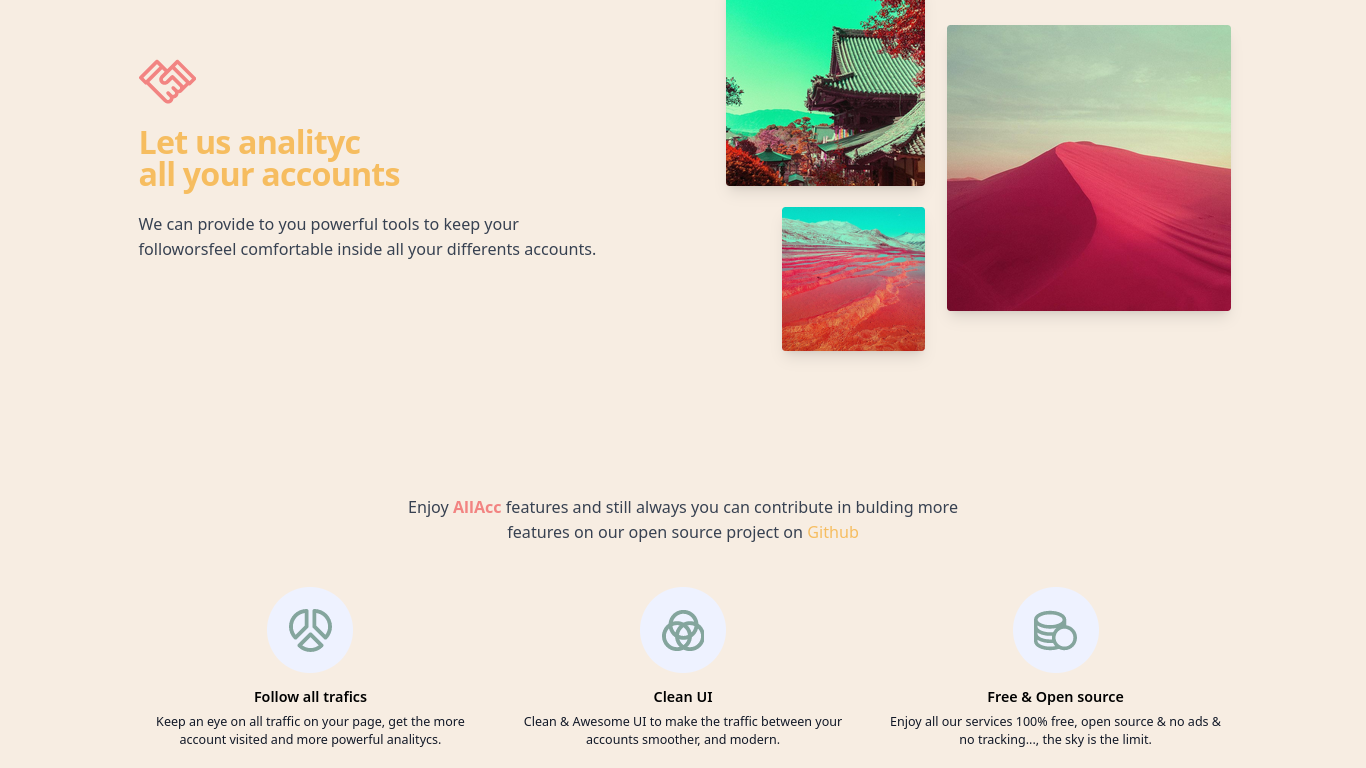 Let us analityc
all your accounts
We can provide to you powerful tools to keep your
followorsfeel comfortable inside all your differents accounts.
Enjoy AllAcc features and still always you can contribute in bulding more
features on our open source project on Github
Follow all trafics
Keep an eye on all traffic on your page, get the more
account visited and more powerful analitycs.
Clean UI
Clean & Awesome UI to make the traffic between your
accounts smoother, and modern.
Free & Open source
Enjoy all our services 100% free, open source & no ads &
no tracking..., the sky is the limit.